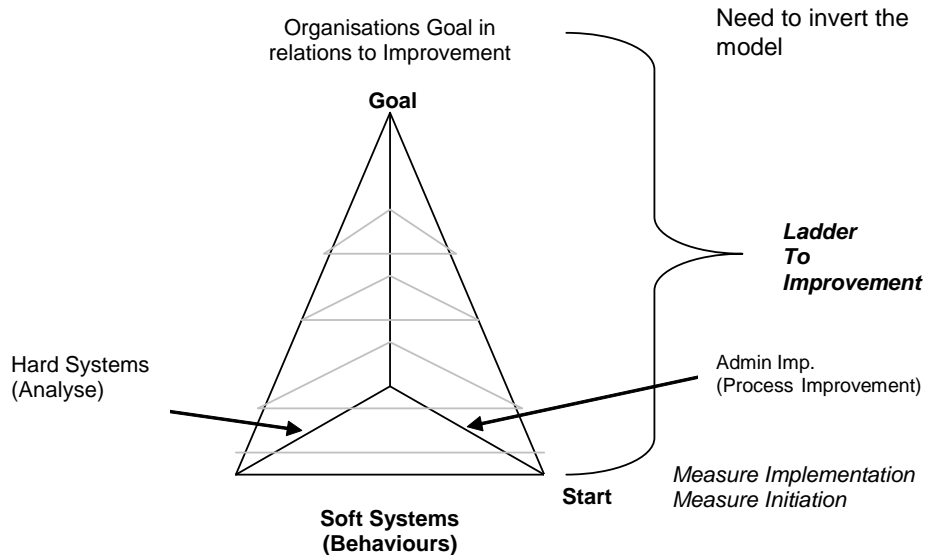 Organisations Goal in
relations to Improvement
Need to invert the
model
Goal
Ladder
To
Improvement
Hard Systems
(Analyse)
Admin Imp.
(Process Improvement)
Start
Measure Implementation
Measure Initiation
Soft Systems
(Behaviours)